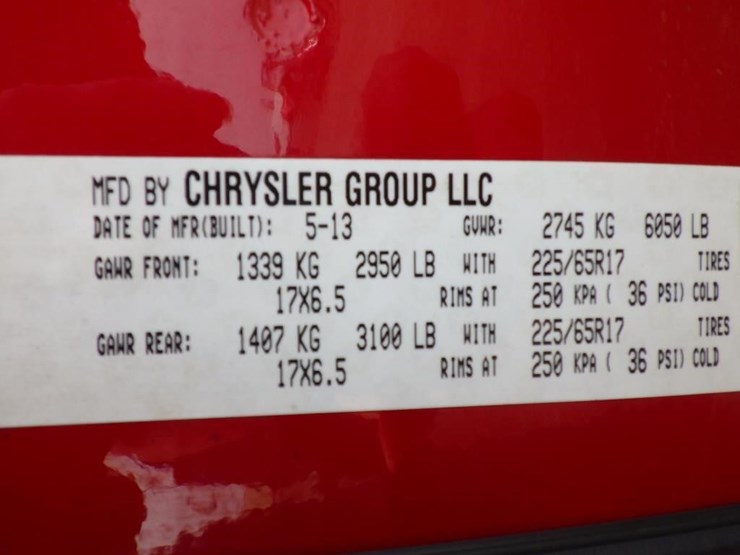 MFD BY CHRYSLER GROUP LLC
DATE OF MFR(BUILT): 5-13 GVWR: 2745 KG 6050 LB
GAWR FRONT: 1339 KG 2950 LB WITH 225/65R17 TIRES
17X6.5 RIMS AT 250 KPA ( 36 PSI) COLD
GAWR REAR: 1407 KG 3100 LB WITH 225/65R17 TIRES
17X6.5 RIMS AT 250 KPA ( 36 PSI) COLD